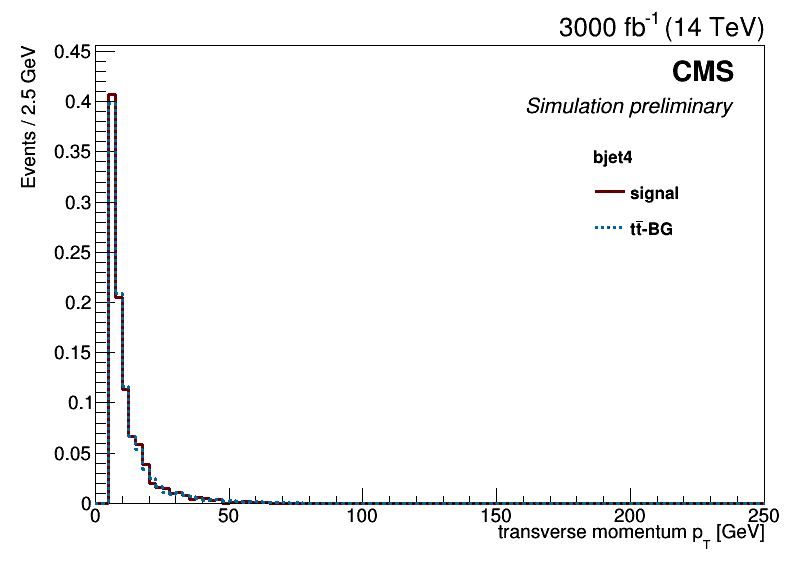 3000 fb⁻¹ (14 TeV)
Events / 2.5 GeV
CMS
Simulation preliminary
bjet4
signal
tt̄-BG
0.45
0.4
0.35
0.3
0.25
0.2
0.15
0.1
0.05
0
0 50 100 150 200 250
transverse momentum p_T [GeV]